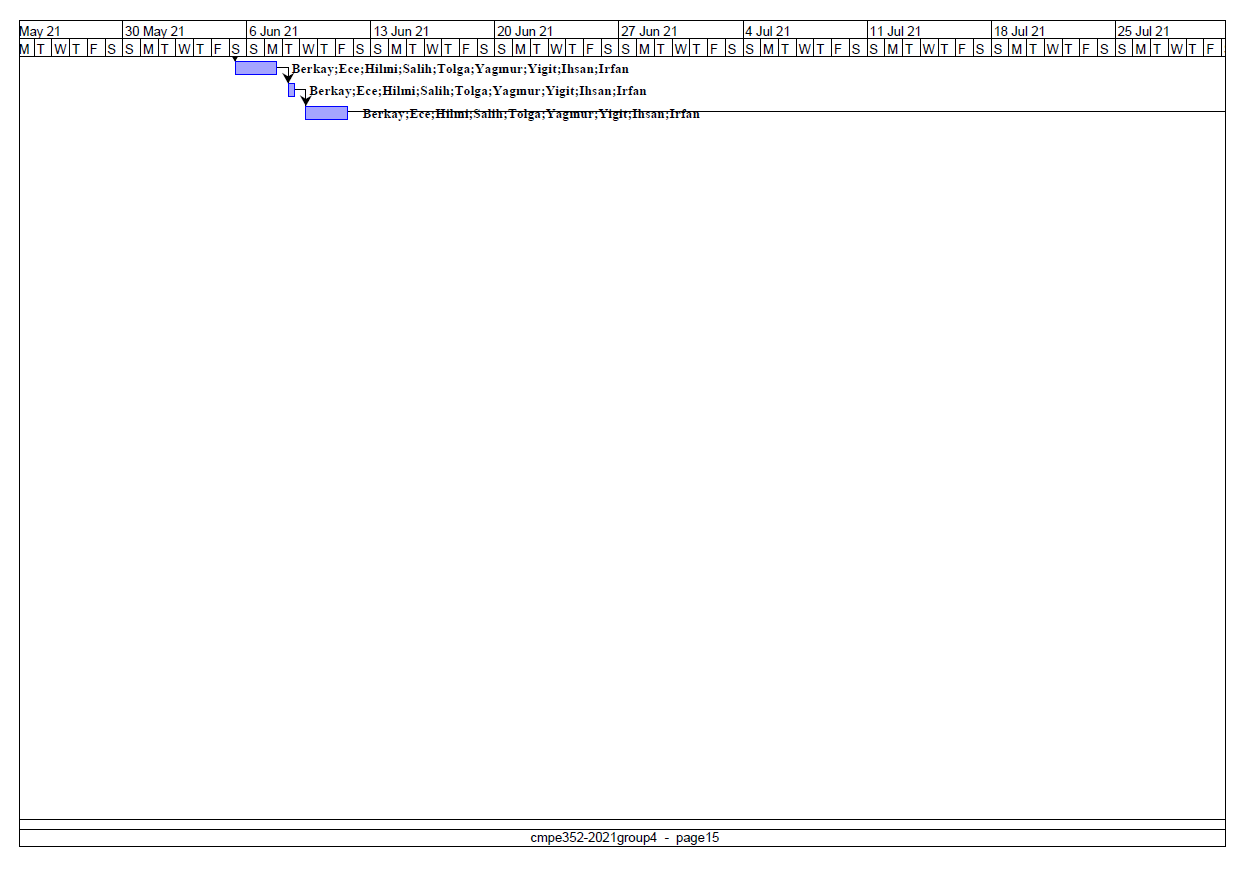 May 21 30 May 21 6 Jun 21 13 Jun 21 20 Jun 21 27 Jun 21 4 Jul 21 11 Jul 21 18 Jul 21 25 Jul 21
M T W T F S S M T W T F S S M T W T F S S M T W T F S S M T W T F S S M T W T F S S M T W T F S S M T W T F S S M T W T F S S M T W T F
Berkay;Ece;Hilmi;Salih;Tolga;Yagmur;Yigit;Ihsan;Irfan
Berkay;Ece;Hilmi;Salih;Tolga;Yagmur;Yigit;Ihsan;Irfan
Berkay;Ece;Hilmi;Salih;Tolga;Yagmur;Yigit;Ihsan;Irfan
cmpe352-2021group4 - page15